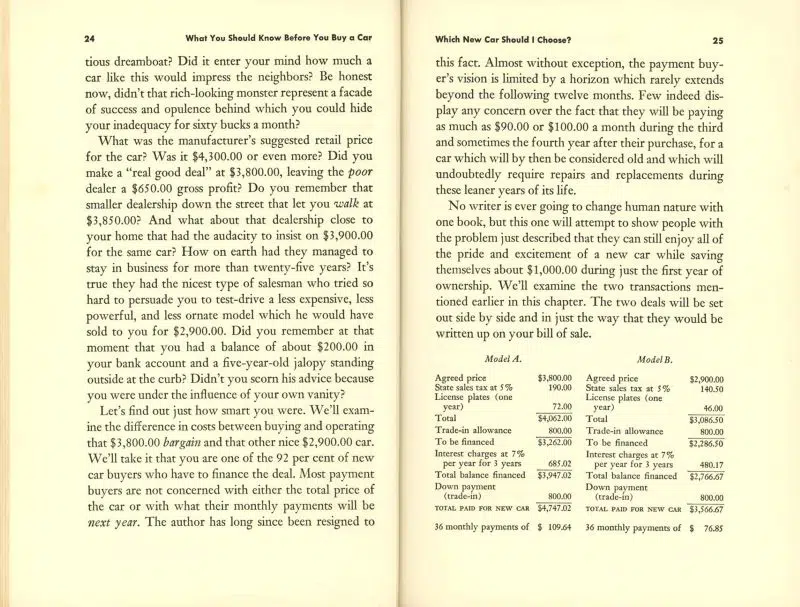 24 What You Should Know Before You Buy a Car
tious dreamboat? Did it enter your mind how much a
car like this would impress the neighbors? Be honest
now, didn't that rich-looking monster represent a facade
of success and opulence behind which you could hide
your inadequacy for sixty bucks a month?
What was the manufacturer's suggested retail price
for the car? Was it $4,300.00 or even more? Did you
make a “real good deal” at $3,800.00, leaving the poor
dealer a $650.00 gross profit? Do you remember that
smaller dealership down the street that let you walk at
$3,850.00? And what about that dealership close to
your home that had the audacity to insist on $3,900.00
for the same car? How on earth had they managed to
stay in business for more than twenty-five years? It's
true they had the nicest type of salesman who tried so
hard to persuade you to test-drive a less expensive, less
powerful, and less ornate model which he would have
sold to you for $2,900.00. Did you remember at that
moment that you had a balance of about $200.00 in
your bank account and a five-year-old jalopy standing
outside at the curb? Didn't you scorn his advice because
you were under the influence of your own vanity?
Let's find out just how smart you were. We'll exam-
ine the difference in costs between buying and operating
that $3,800.00 bargain and that other nice $2,900.00 car.
We'll take it that you are one of the 92 per cent of new
car buyers who have to finance the deal. Most payment
buyers are not concerned with either the total price of
the car or with what their monthly payments will be
next year. The author has long since been resigned to
Which New Car Should I Choose? 25
this fact. Almost without exception, the payment buy-
er's vision is limited by a horizon which rarely extends
beyond the following twelve months. Few indeed dis-
play any concern over the fact that they will be paying
as much as $90.00 or $100.00 a month during the third
and sometimes the fourth year after their purchase, for a
car which will by then be considered old and which will
undoubtedly require repairs and replacements during
these leaner years of its life.
No writer is ever going to change human nature with
one book, but this one will attempt to show people with
the problem just described that they can still enjoy all of
the pride and excitement of a new car while saving
themselves about $1,000.00 during just the first year of
ownership. We'll examine the two transactions men-
tioned earlier in this chapter. The two deals will be set
out side by side and in just the way that they would be
written up on your bill of sale.
Model A.
Agreed price $3,800.00
State sales tax at 5% 190.00
License plates (one
year) 72.00
Total $4,062.00
Trade-in allowance 800.00
To be financed $3,262.00
Interest charges at 7%
per year for 3 years 685.02
Total balance financed $3,947.02
Down payment
(trade-in) 800.00
TOTAL PAID FOR NEW CAR $4,747.02
36 monthly payments of $ 109.64
Model B.
Agreed price $2,900.00
State sales tax at 5% 140.50
License plates (one
year) 46.00
Total $3,086.50
Trade-in allowance 800.00
To be financed $2,286.50
Interest charges at 7%
per year for 3 years 480.17
Total balance financed $2,766.67
Down payment
(trade-in) 800.00
TOTAL PAID FOR NEW CAR $3,566.67
36 monthly payments of $ 76.85